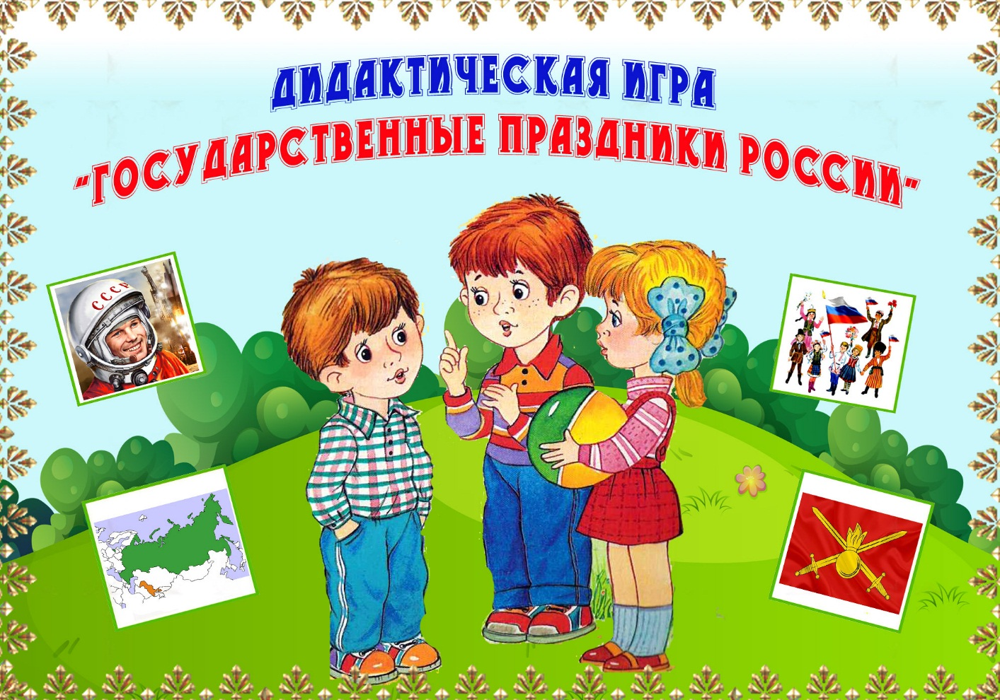 ДИДАКТИЧЕСКАЯ ИГРА
"ГОСУДАРСТВЕННЫЕ ПРАЗДНИКИ РОССИИ"
СССР